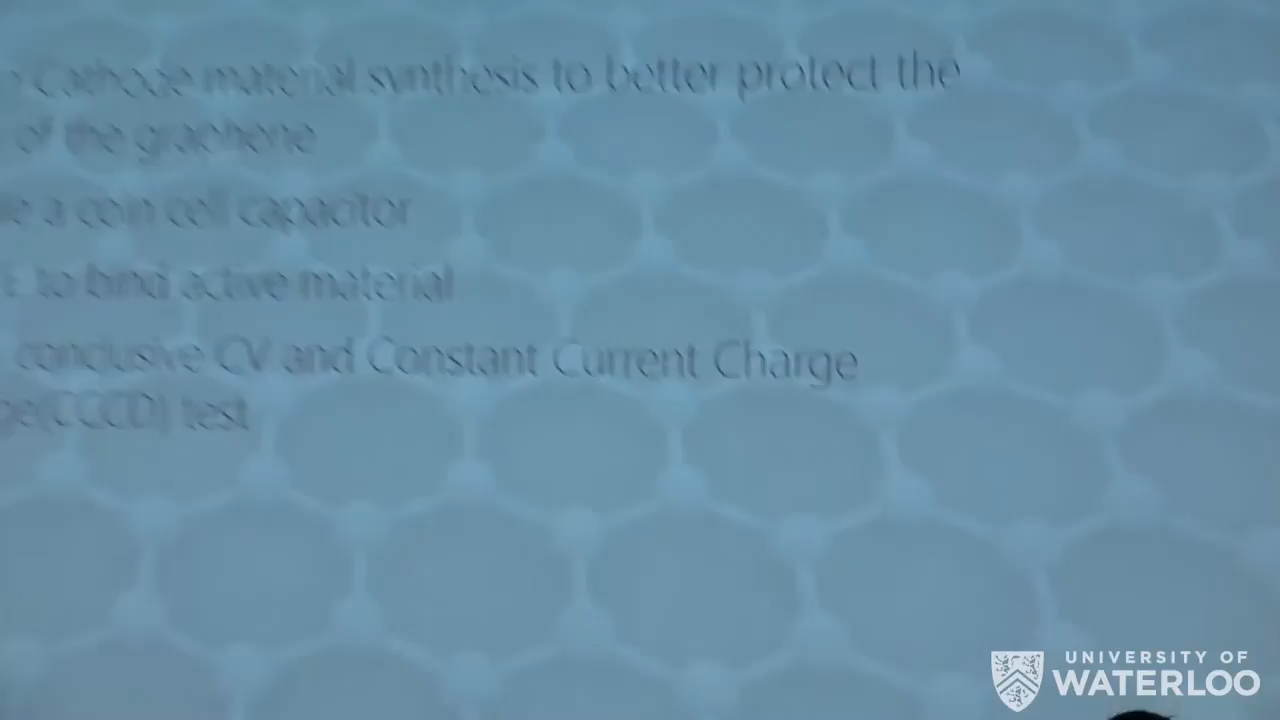 Cathode material synthesis to better protect the
of the graphene
a coin cell capacitor
to bind active material
conclusive CV and Constant Current Charge
(CCCD) test
UNIVERSITY OF
WATERLOO